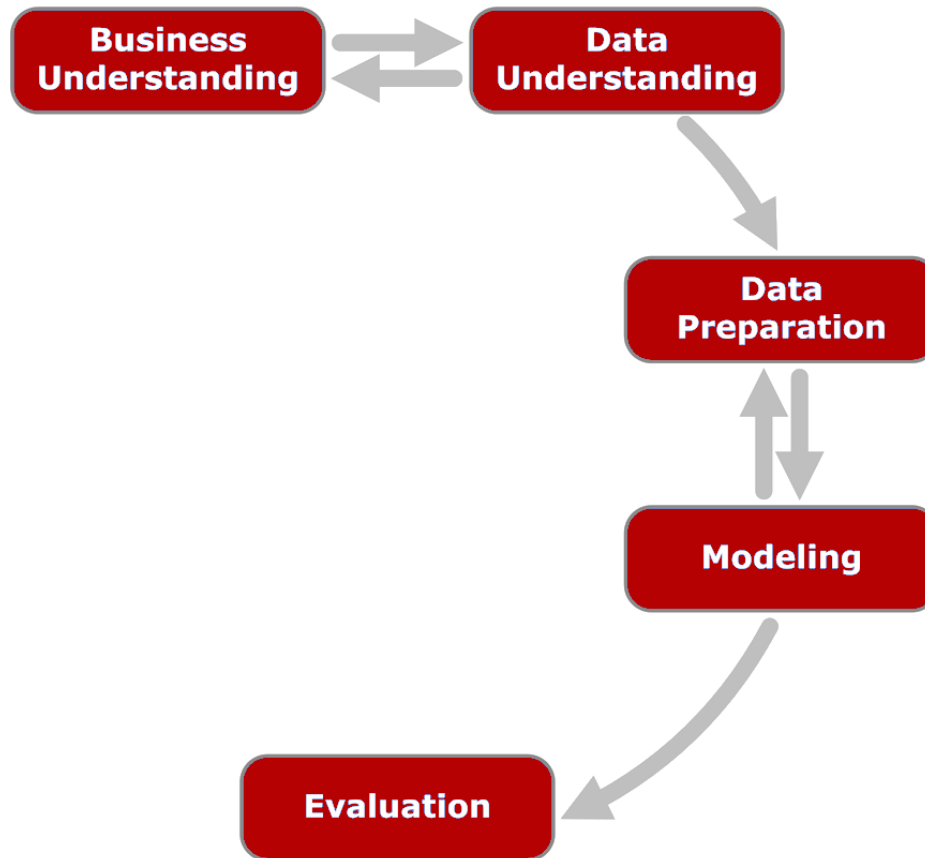 Business
Understanding
Data
Understanding
Data
Preparation
Modeling
Evaluation